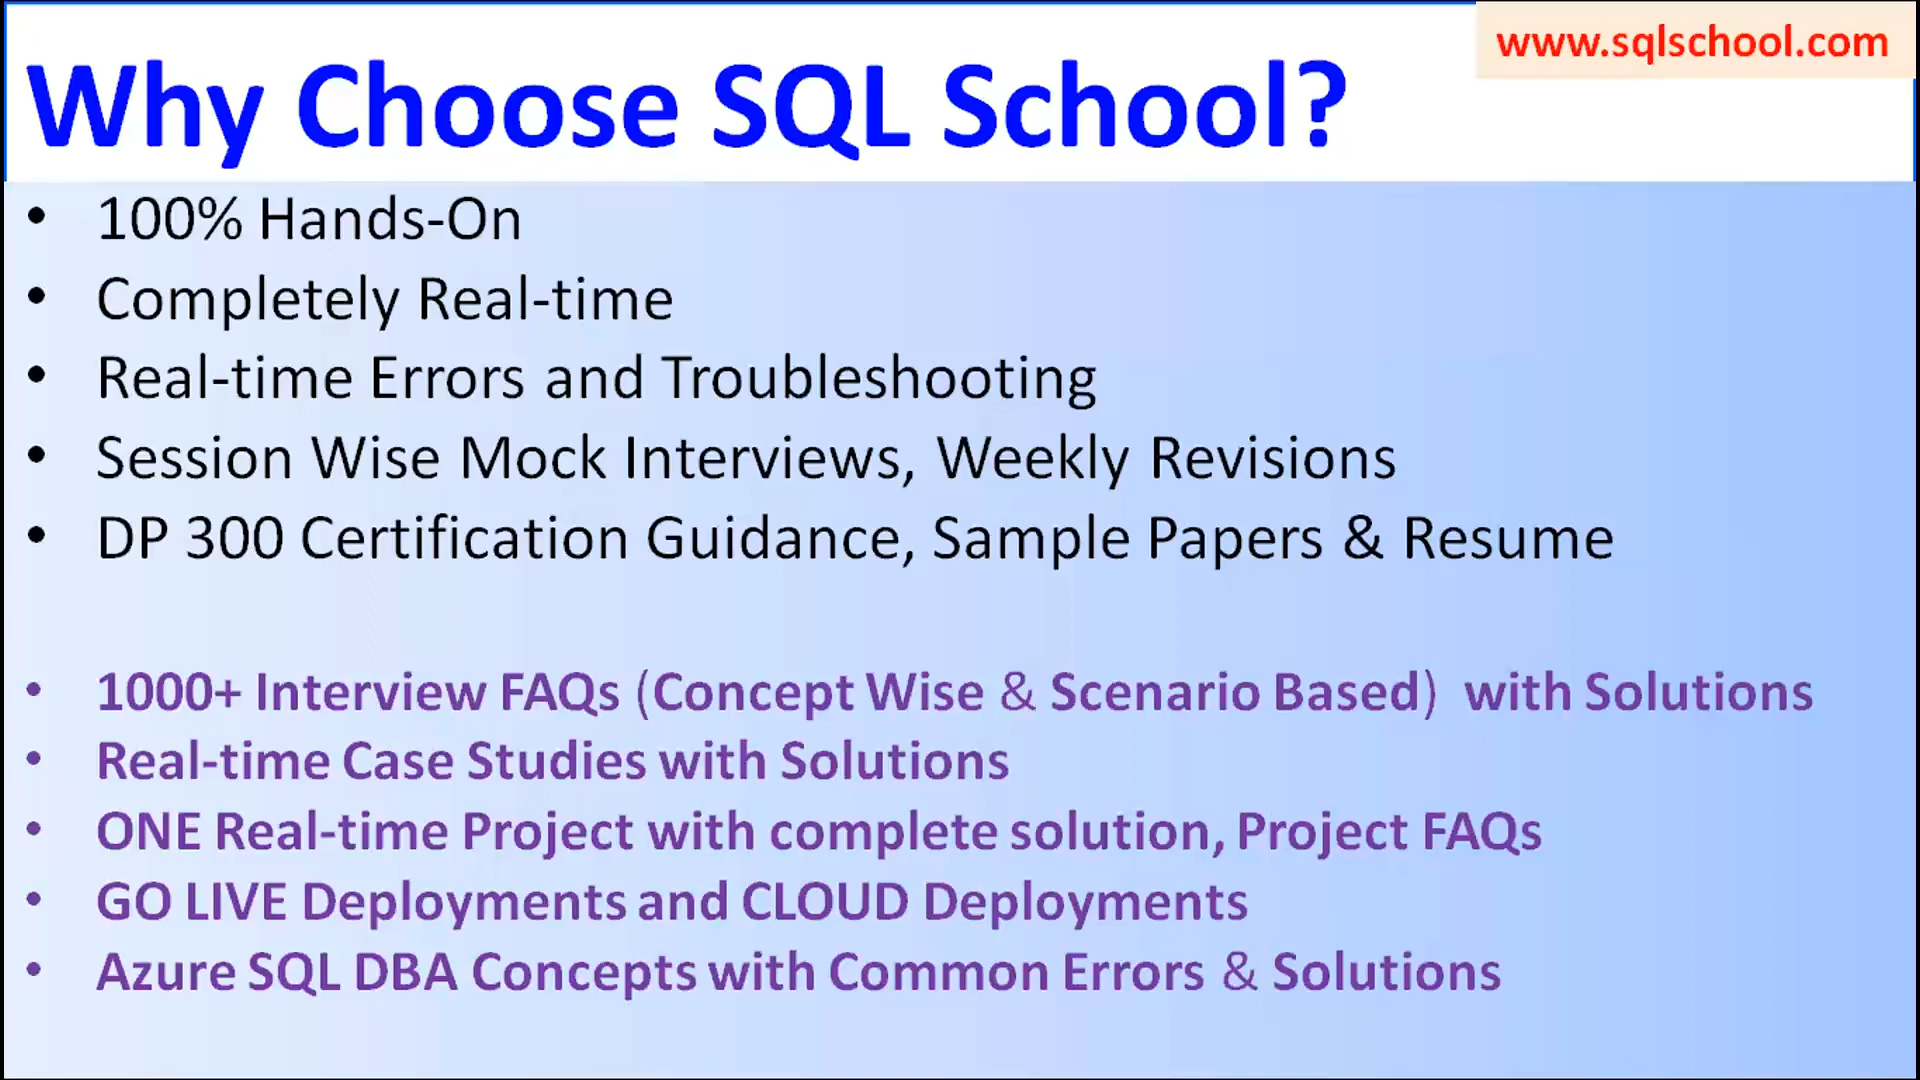 www.sqlschool.com
Why Choose SQL School?
• 100% Hands-On
• Completely Real-time
• Real-time Errors and Troubleshooting
• Session Wise Mock Interviews, Weekly Revisions
• DP 300 Certification Guidance, Sample Papers & Resume
• 1000+ Interview FAQs (Concept Wise & Scenario Based) with Solutions
• Real-time Case Studies with Solutions
• ONE Real-time Project with complete solution, Project FAQs
• GO LIVE Deployments and CLOUD Deployments
• Azure SQL DBA Concepts with Common Errors & Solutions